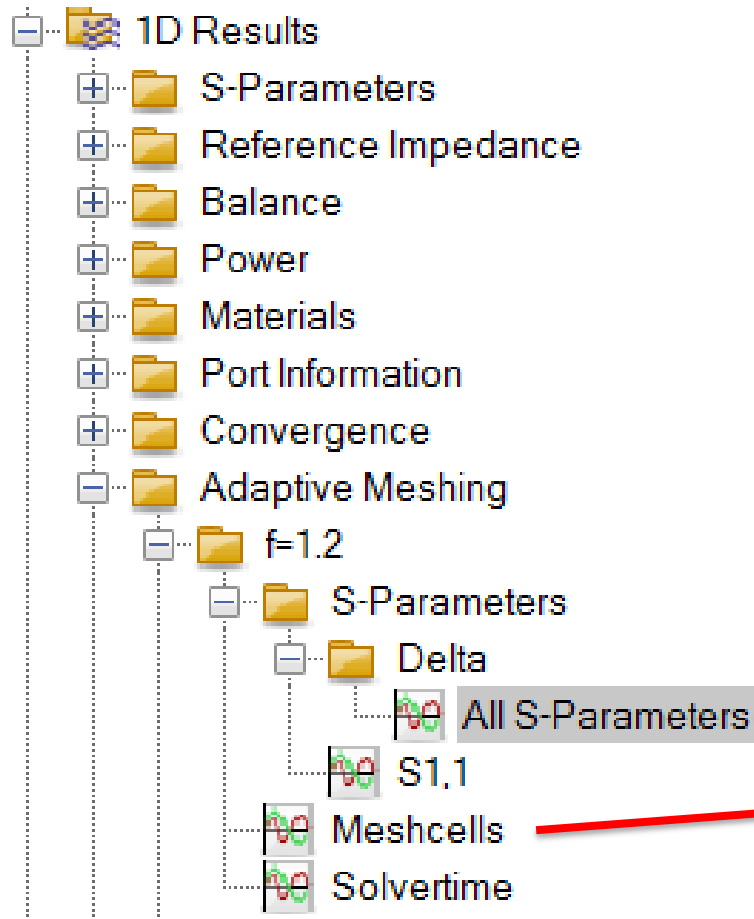 1D Results
S-Parameters
Reference Impedance
Balance
Power
Materials
Port Information
Convergence
Adaptive Meshing
f=1.2
S-Parameters
Delta
All S-Parameters
S1,1
Meshcells
Solvertime